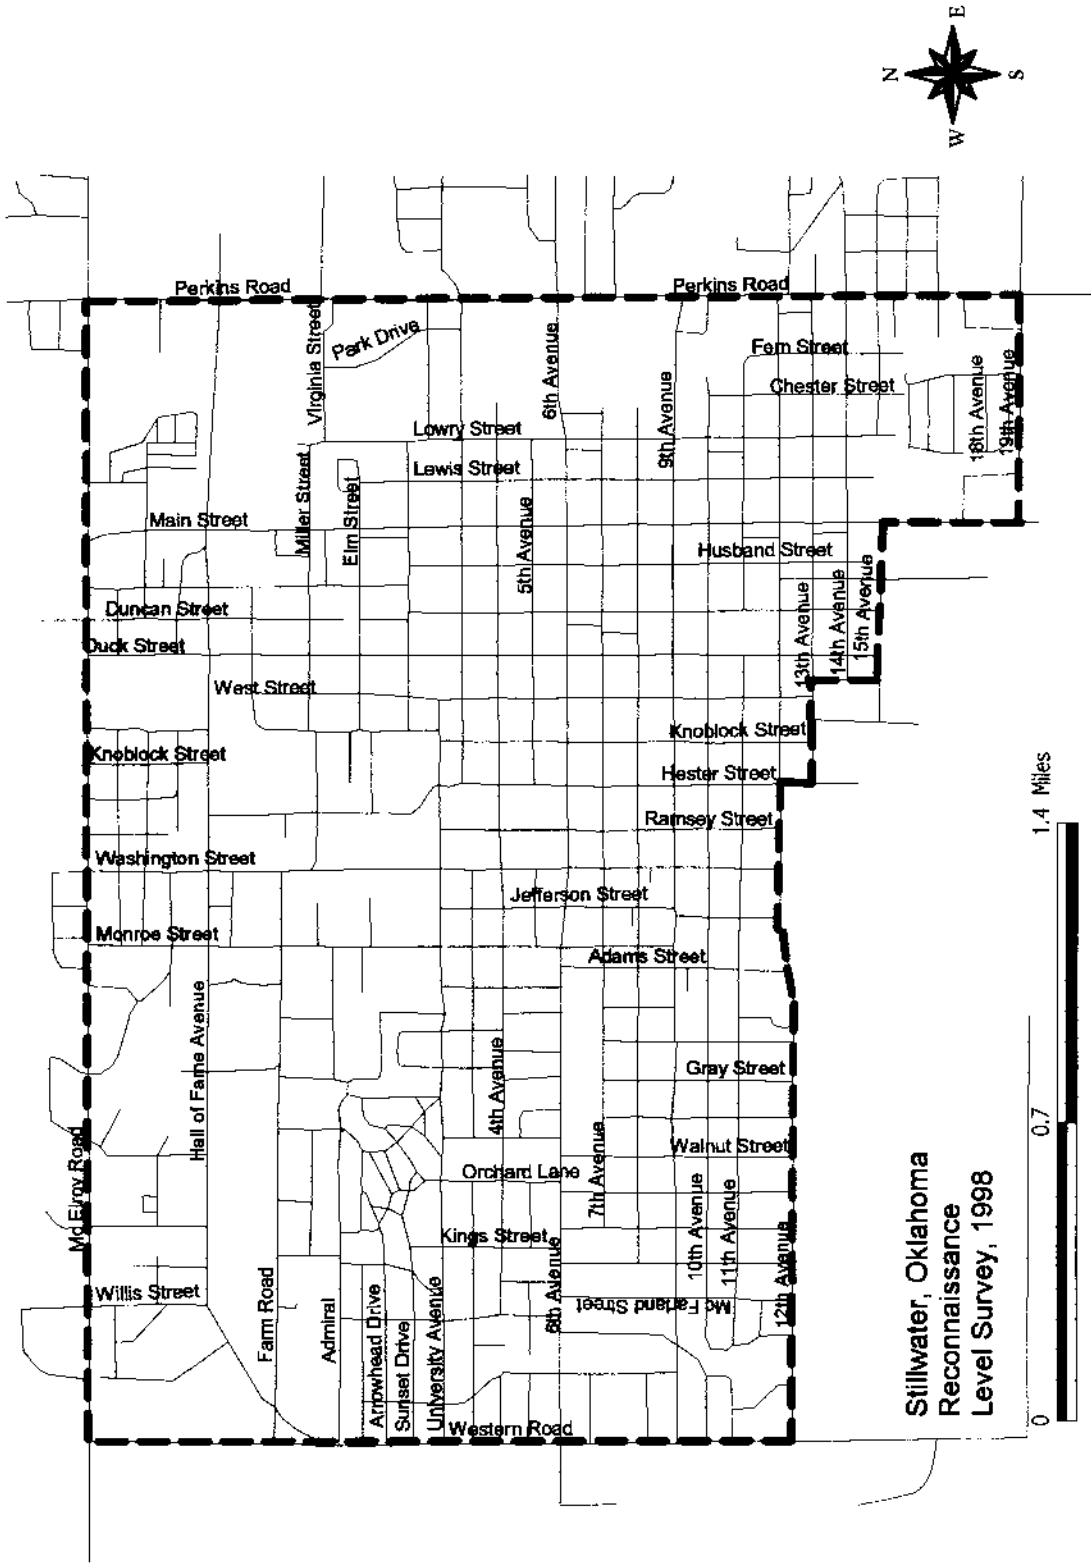 N
E
W
S
Perkins Road
Perkins Road
Virginia Street
Park Drive
6th Avenue
Fern Street
Chester Street
9th Avenue
18th Avenue
19th Avenue
Lowry Street
Lewis Street
Miller Street
Elm Street
Main Street
5th Avenue
Husband Street
Duncan Street
13th Avenue
14th Avenue
15th Avenue
Duck Street
West Street
Knoblock Street
Knoblock Street
Hester Street
Ramsey Street
Washington Street
Jefferson Street
Monroe Street
Adams Street
Hall of Fame Avenue
4th Avenue
Gray Street
Mc Elroy Road
Walnut Street
Orchard Lane
7th Avenue
10th Avenue
11th Avenue
Kings Street
6th Avenue
12th Avenue
Willis Street
Mc Farland Street
Farm Road
Admiral
Arrowhead Drive
Sunset Drive
University Avenue
Western Road
Stillwater, Oklahoma
Reconnaissance
Level Survey, 1998
0
0.7
1.4 Miles